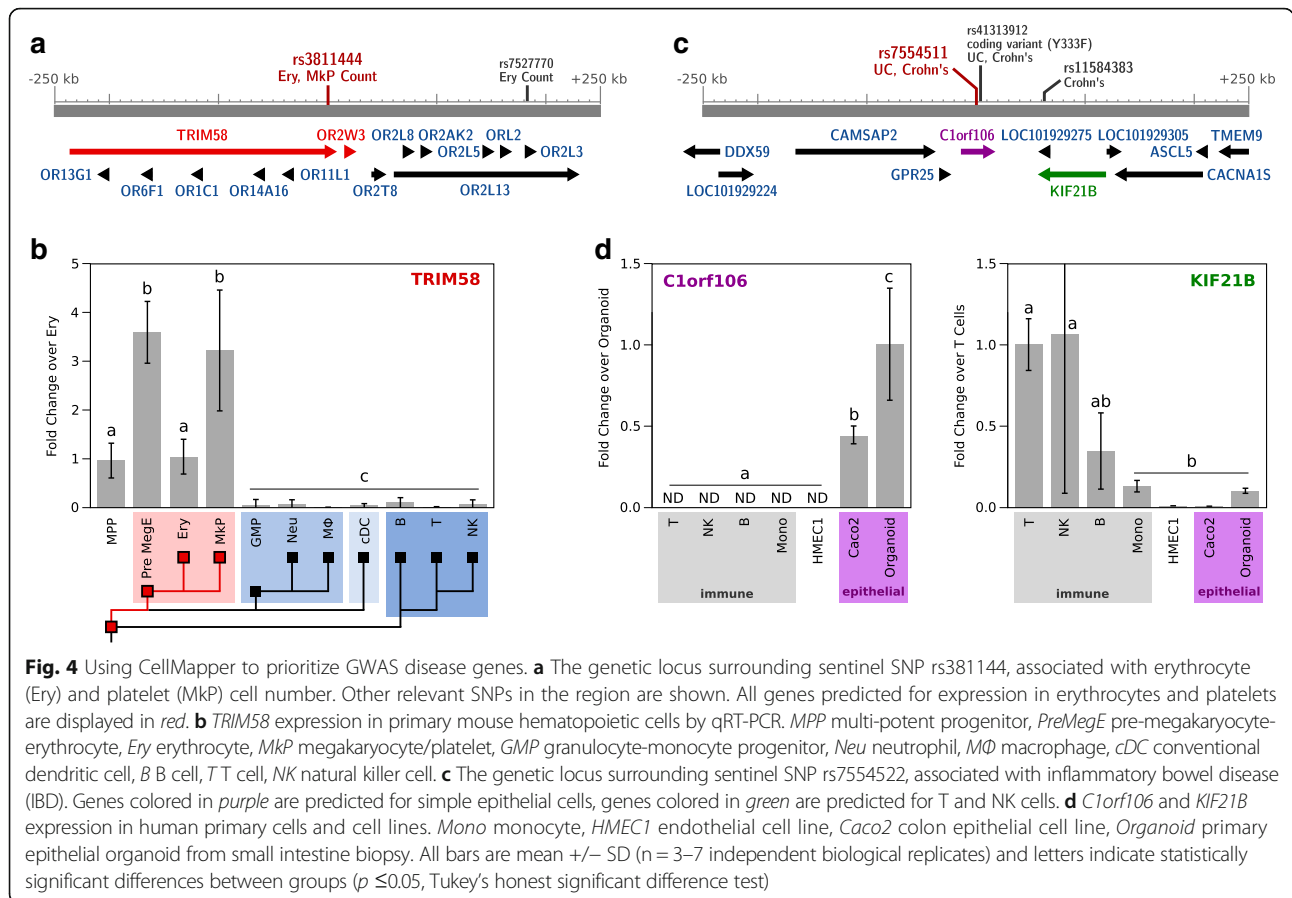 a
rs3811444
Ery, MkP Count
rs7527770
Ery Count
-250 kb
+250 kb
TRIM58
OR2W3
OR2L8
OR2AK2
ORL2
OR2L5
OR2L3
OR13G1
OR6F1
OR1C1
OR14A16
OR11L1
OR2T8
OR2L13
c
rs7554511
UC, Crohn's
rs41313912
coding variant (Y333F)
UC, Crohn's
rs11584383
Crohn's
-250 kb
+250 kb
CAMSAP2
C1orf106
LOC101929275
LOC101929305
TMEM9
ASCL5
DDX59
GPR25
LOC101929224
KIF21B
CACNA1S
b
TRIM58
Fold Change over Ery
5
4
3
2
1
0
a
b
a
b
c
MPP
Pre MegE
Ery
MkP
GMP
Neu
MΦ
cDC
B
T
NK
d
C1orf106
Fold Change over Organoid
1.5
1.0
0.5
0.0
a
ND
ND
ND
ND
ND
b
c
T
NK
B
Mono
HMEC1
Caco2
Organoid
immune
epithelial
KIF21B
Fold Change over T Cells
1.5
1.0
0.5
0.0
a
a
ab
b
T
NK
B
Mono
HMEC1
Caco2
Organoid
immune
epithelial
Fig. 4 Using CellMapper to prioritize GWAS disease genes. a The genetic locus surrounding sentinel SNP rs381144, associated with erythrocyte
(Ery) and platelet (MkP) cell number. Other relevant SNPs in the region are shown. All genes predicted for expression in erythrocytes and platelets
are displayed in red. b TRIM58 expression in primary mouse hematopoietic cells by qRT-PCR. MPP multi-potent progenitor, PreMegE pre-megakaryocyte-
erythrocyte, Ery erythrocyte, MkP megakaryocyte/platelet, GMP granulocyte-monocyte progenitor, Neu neutrophil, MΦ macrophage, cDC conventional
dendritic cell, B B cell, T T cell, NK natural killer cell. c The genetic locus surrounding sentinel SNP rs7554522, associated with inflammatory bowel disease
(IBD). Genes colored in purple are predicted for simple epithelial cells, genes colored in green are predicted for T and NK cells. d C1orf106 and KIF21B
expression in human primary cells and cell lines. Mono monocyte, HMEC1 endothelial cell line, Caco2 colon epithelial cell line, Organoid primary
epithelial organoid from small intestine biopsy. All bars are mean +/− SD (n = 3–7 independent biological replicates) and letters indicate statistically
significant differences between groups (p ≤0.05, Tukey's honest significant difference test)